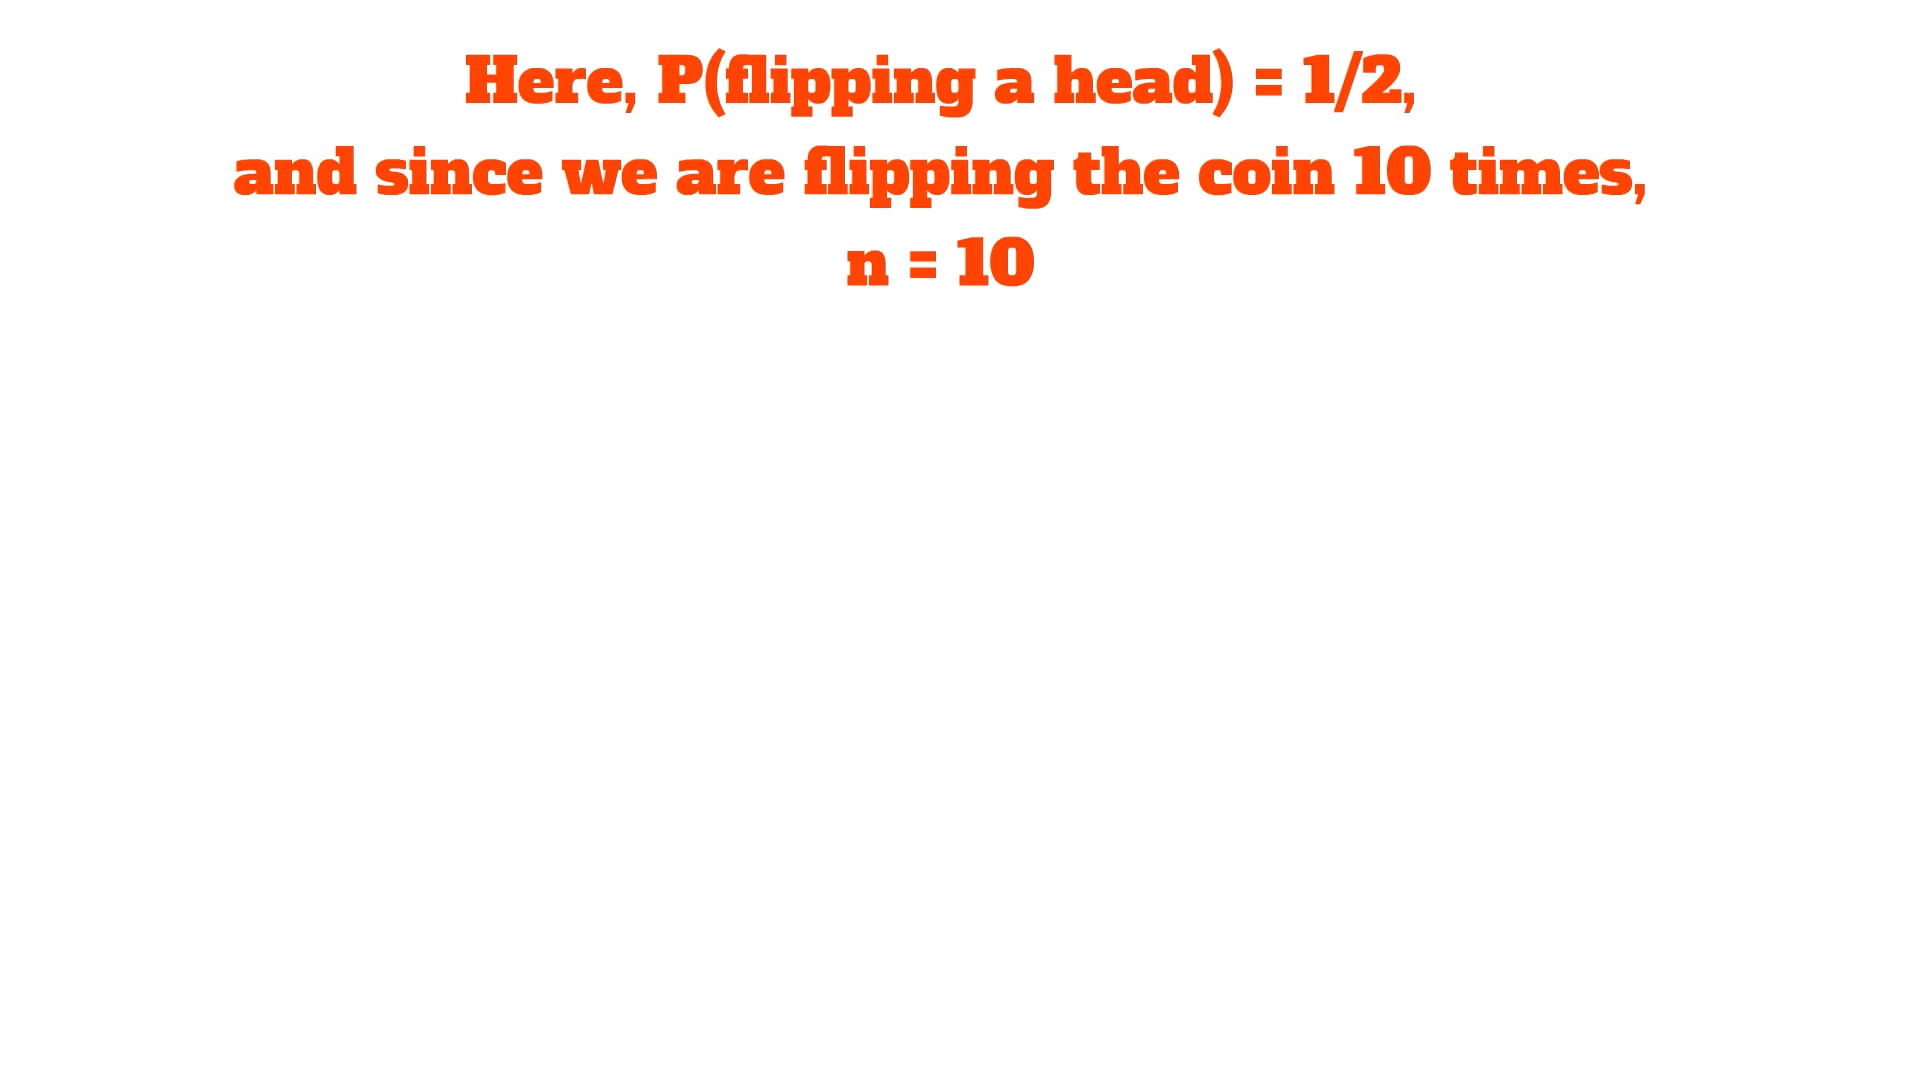 Here, P(flipping a head) = 1/2,
and since we are flipping the coin 10 times,
n = 10